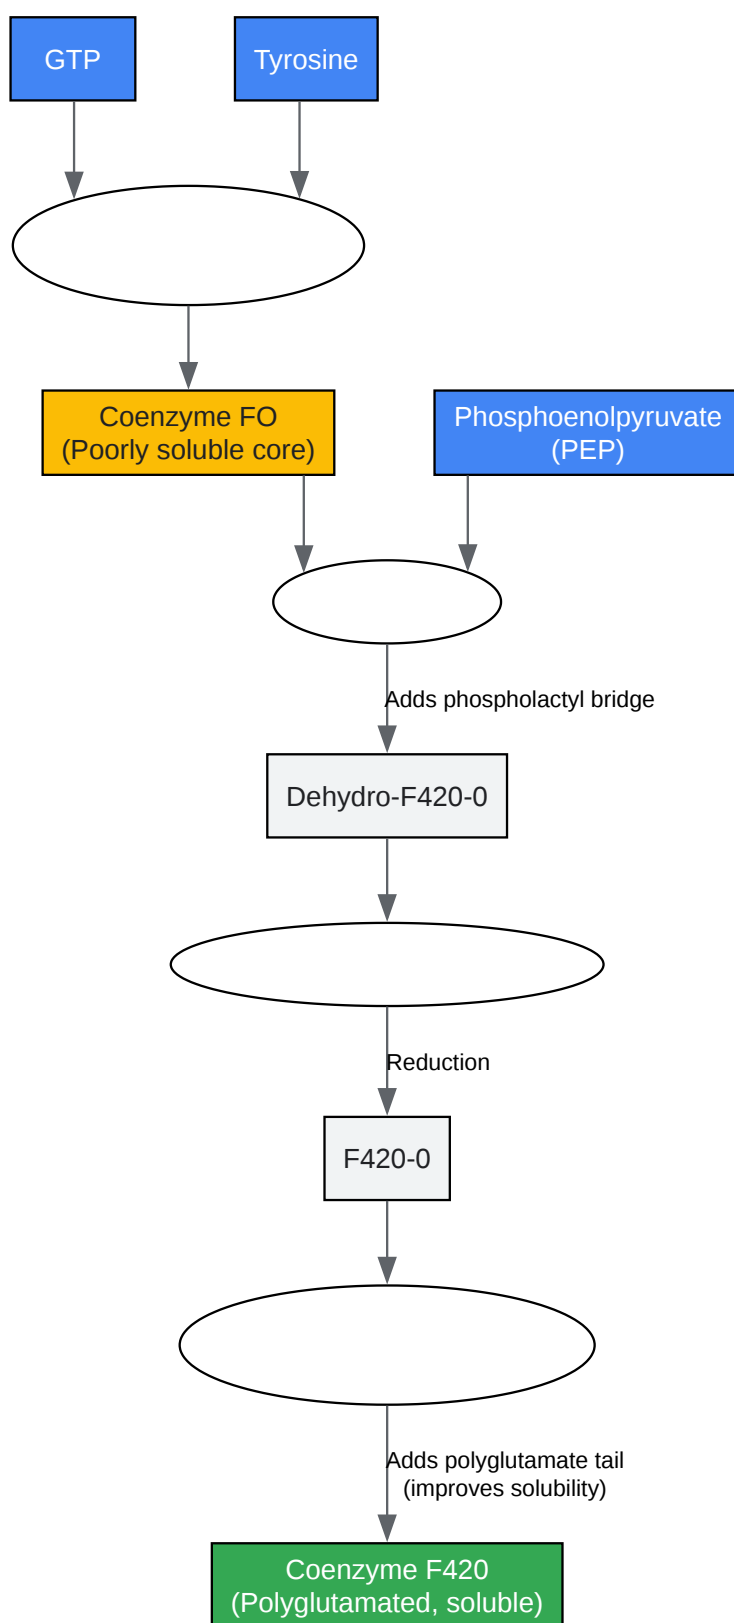 GTP
Tyrosine
Coenzyme FO
(Poorly soluble core)
Phosphoenolpyruvate
(PEP)
Adds phospholactyl bridge
Dehydro-F420-0
Reduction
F420-0
Adds polyglutamate tail
(improves solubility)
Coenzyme F420
(Polyglutamated, soluble)